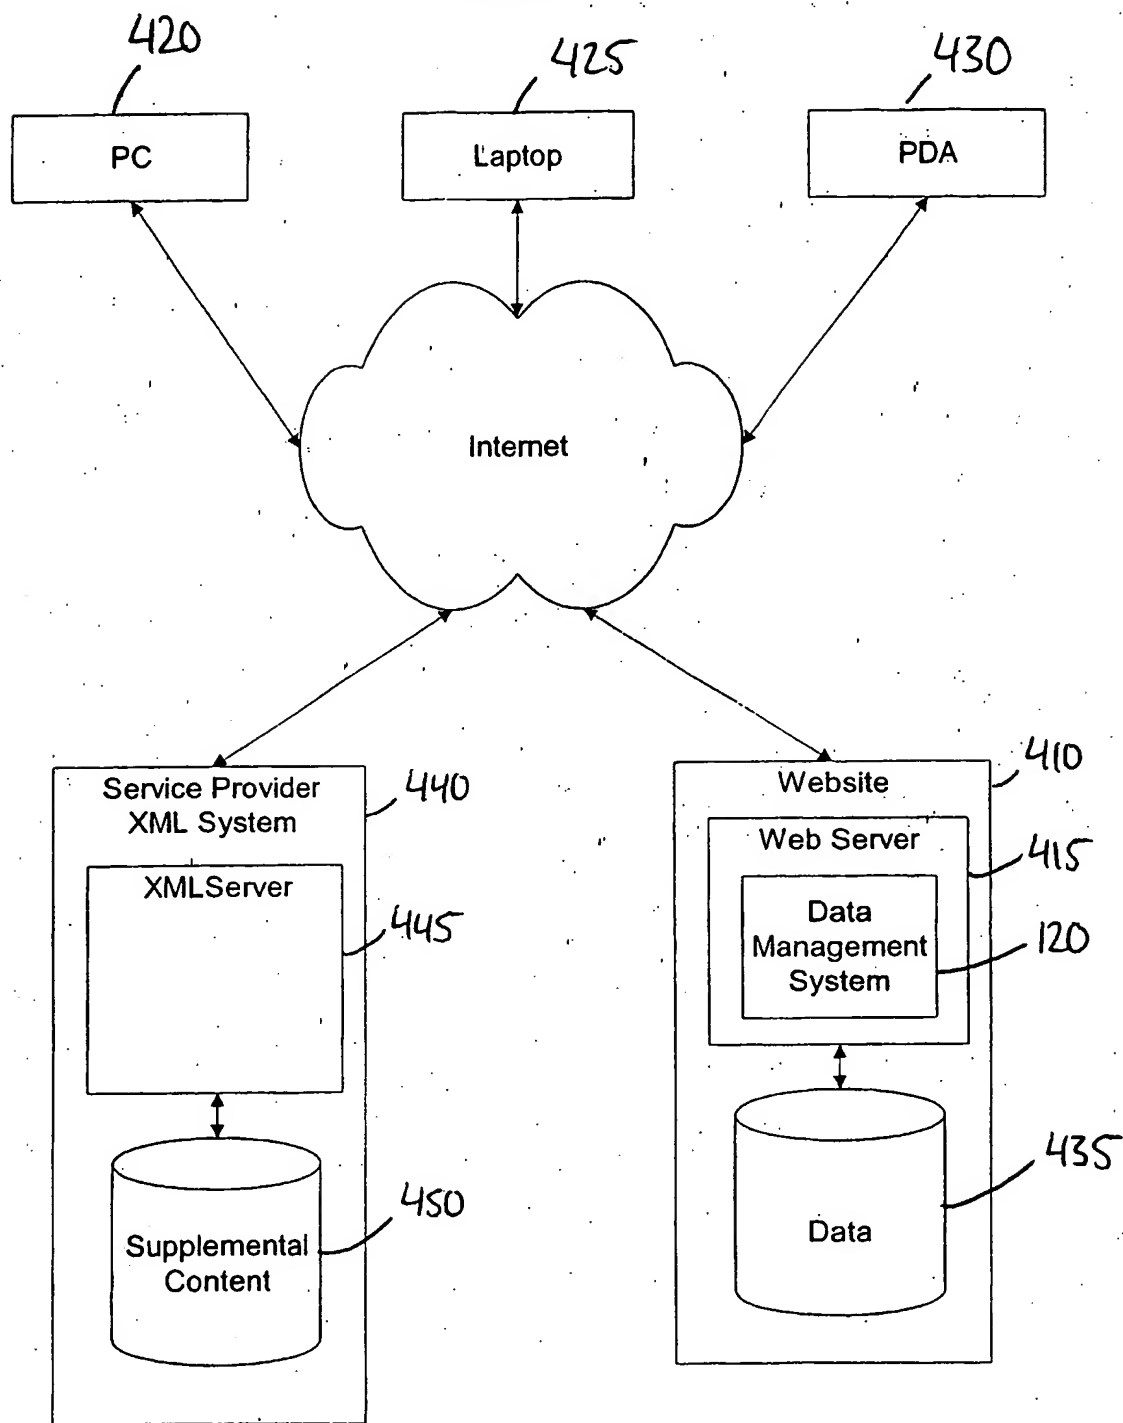 420
425
430
PC
Laptop
PDA
Internet
Service Provider
XML System
440
XMLServer
445
450
Supplemental
Content
Website
410
Web Server
415
Data
Management
System
120
435
Data